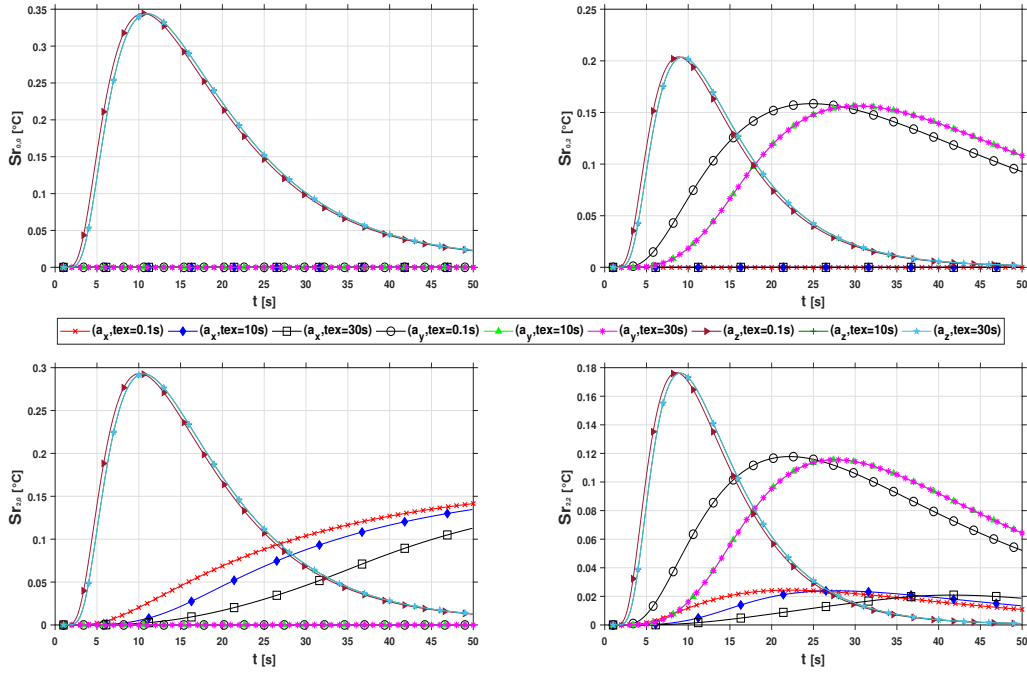 0.35
0.3
0.25
0.2
0.15
0.1
0.05
0
Sr0,0 [°C]
0 5 10 15 20 25 30 35 40 45 50
t [s]
0.25
0.2
0.15
0.1
0.05
0
Sr0,2 [°C]
0 5 10 15 20 25 30 35 40 45 50
t [s]
(ax,tex=0.1s) (ax,tex=10s) (ax,tex=30s) (ay,tex=0.1s) (ay,tex=10s) (ay,tex=30s) (az,tex=0.1s) (az,tex=10s) (az,tex=30s)
0.3
0.25
0.2
0.15
0.1
0.05
0
Sr2,0 [°C]
0 5 10 15 20 25 30 35 40 45 50
t [s]
0.18
0.16
0.14
0.12
0.1
0.08
0.06
0.04
0.02
0
Sr2,2 [°C]
0 5 10 15 20 25 30 35 40 45 50
t [s]